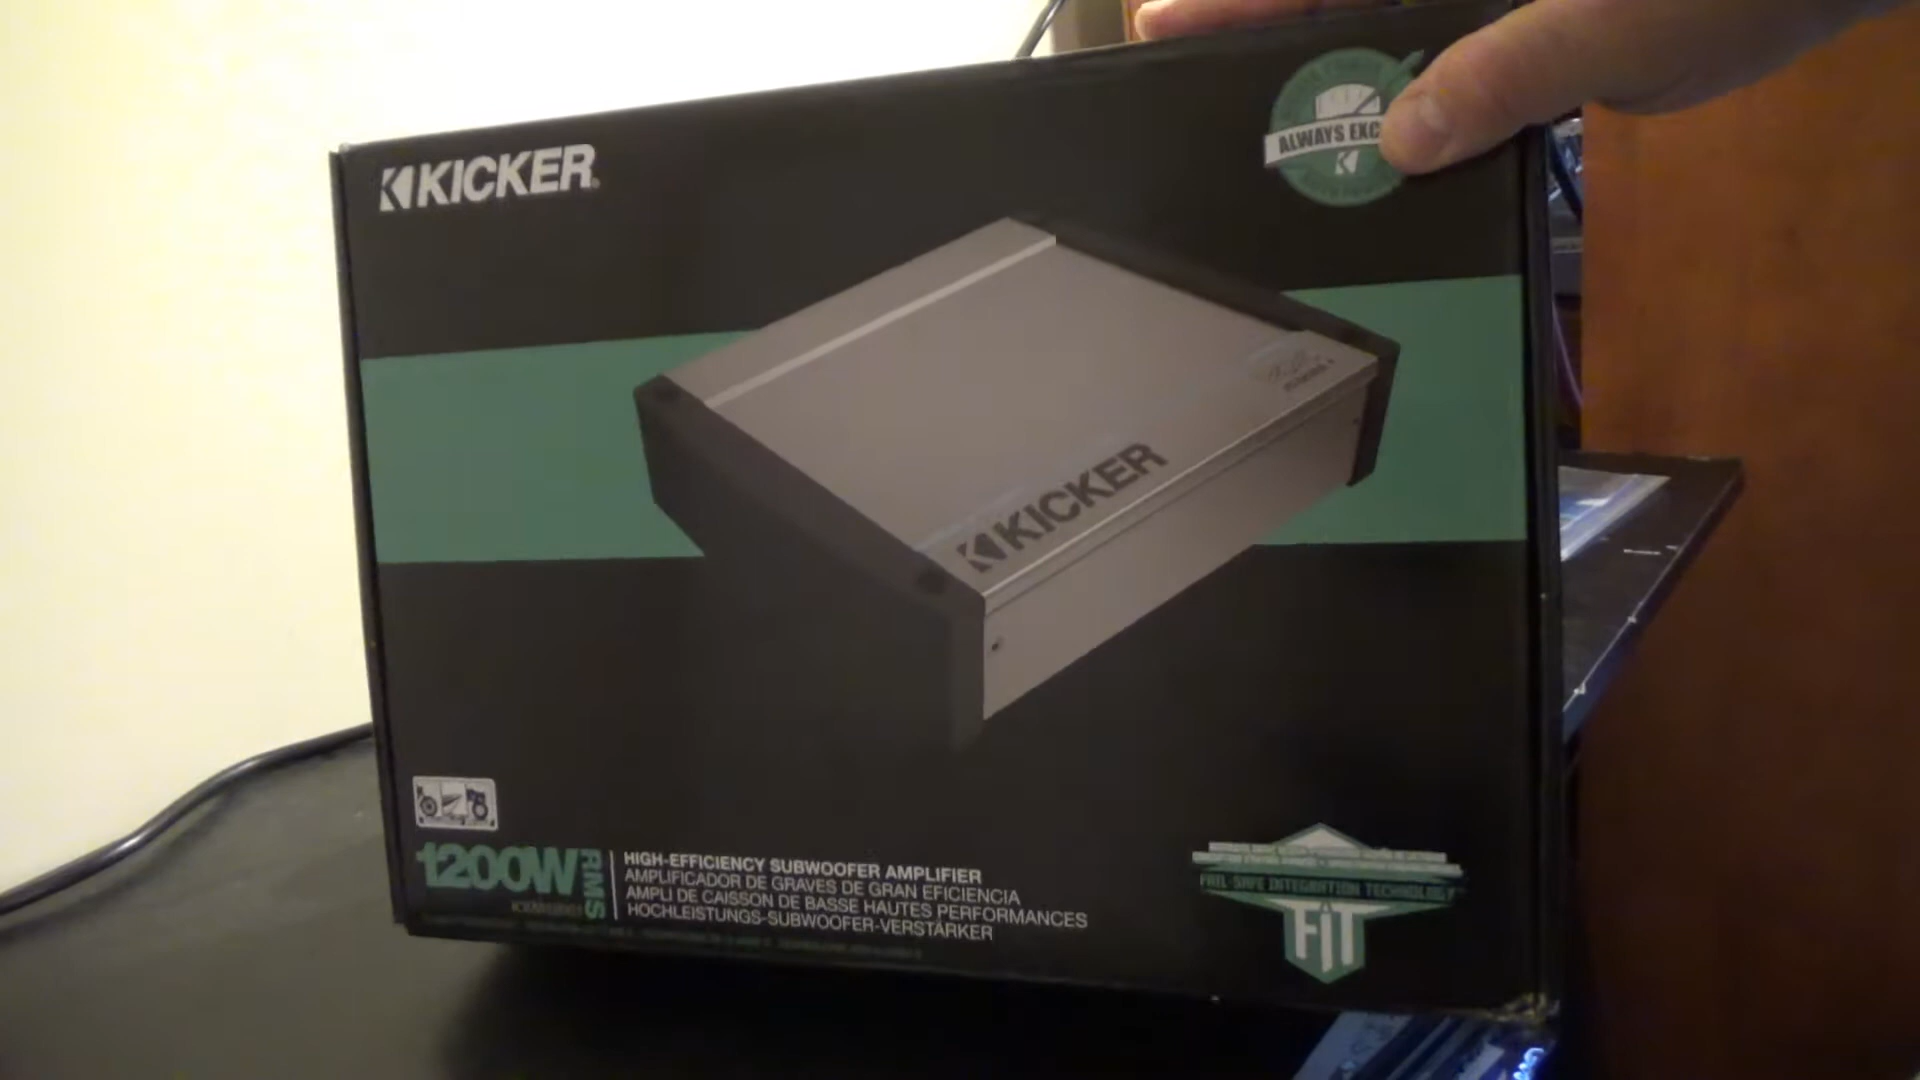 KICKER
ALWAYS EXC
KICKER
1200W RMS
HIGH-EFFICIENCY SUBWOOFER AMPLIFIER
AMPLIFICADOR DE GRAVES DE GRAN EFICIENCIA
AMPLI DE CAISSON DE BASSE HAUTES PERFORMANCES
HOCHLEISTUNGS-SUBWOOFER-VERSTÄRKER
FAIL-SAFE INTEGRATION TECHNOLOGY
FiT